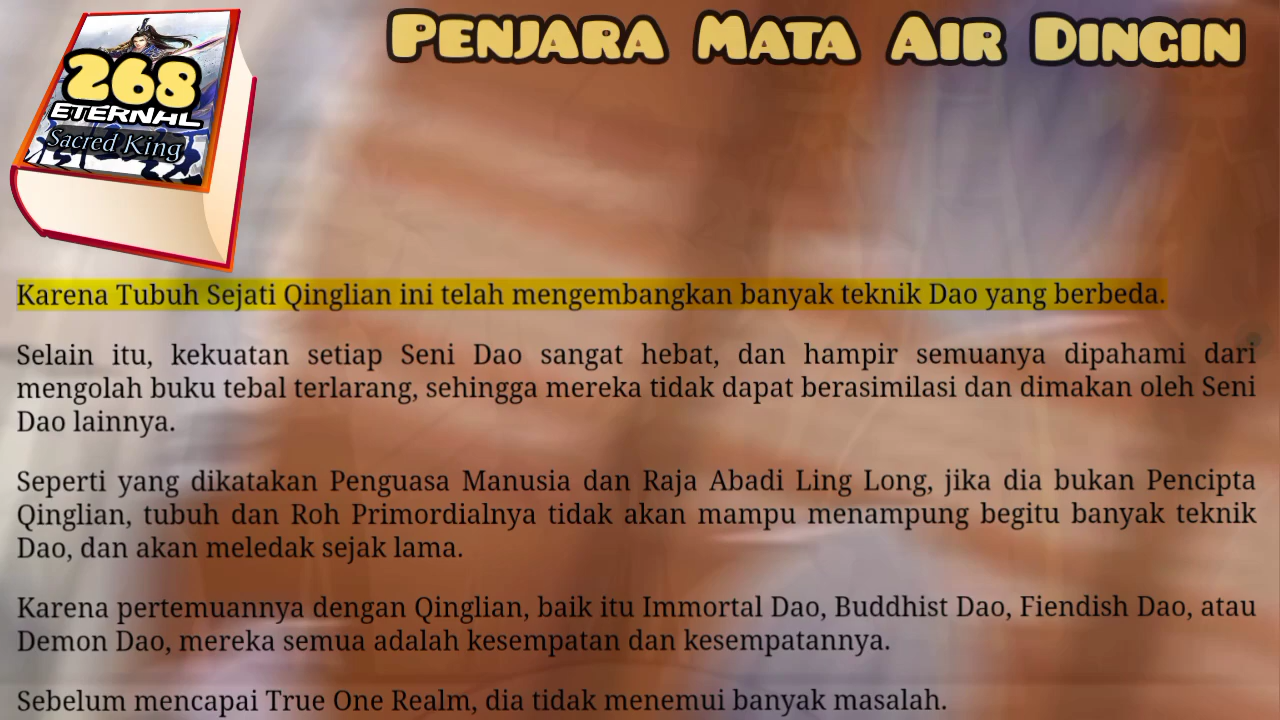 PENJARA MATA AIR DINGIN
268
ETERNAL
Sacred King
Karena Tubuh Sejati Qinglian ini telah mengembangkan banyak teknik Dao yang berbeda.
Selain itu, kekuatan setiap Seni Dao sangat hebat, dan hampir semuanya dipahami dari
mengolah buku tebal terlarang, sehingga mereka tidak dapat berasimilasi dan dimakan oleh Seni
Dao lainnya.
Seperti yang dikatakan Penguasa Manusia dan Raja Abadi Ling Long, jika dia bukan Pencipta
Qinglian, tubuh dan Roh Primordialnya tidak akan mampu menampung begitu banyak teknik
Dao, dan akan meledak sejak lama.
Karena pertemuannya dengan Qinglian, baik itu Immortal Dao, Buddhist Dao, Fiendish Dao, atau
Demon Dao, mereka semua adalah kesempatan dan kesempatannya.
Sebelum mencapai True One Realm, dia tidak menemui banyak masalah.